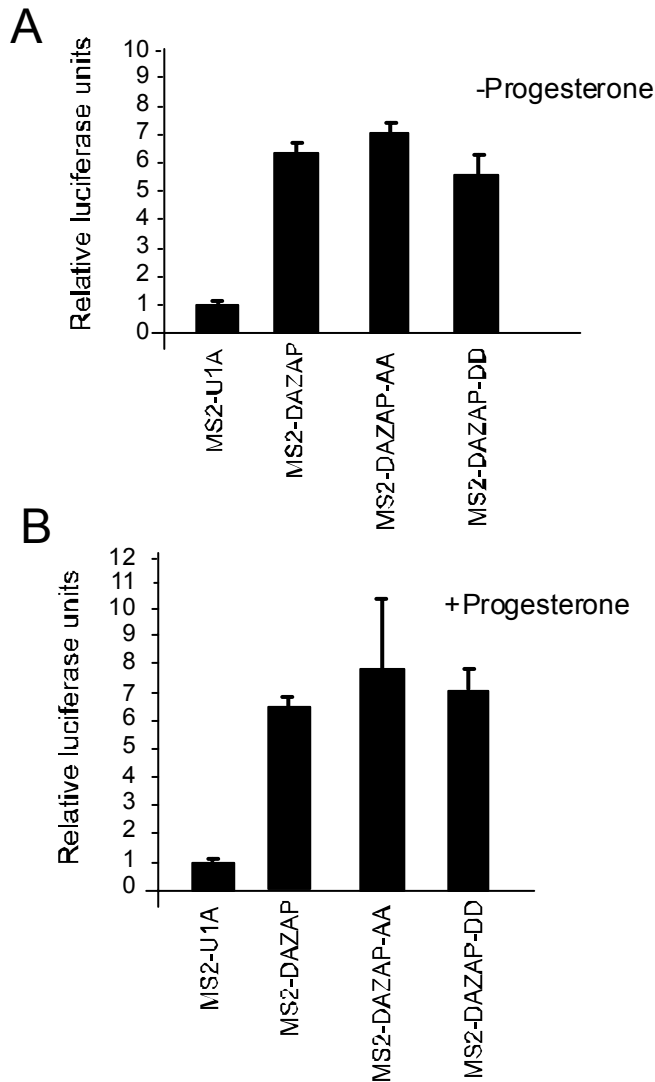 A
Relative luciferase units
10
9
8
7
6
5
4
3
2
1
0
-Progesterone
MS2-U1A
MS2-DAZAP
MS2-DAZAP-AA
MS2-DAZAP-DD
B
Relative luciferase units
12
11
10
9
8
7
6
5
4
3
2
1
0
+Progesterone
MS2-U1A
MS2-DAZAP
MS2-DAZAP-AA
MS2-DAZAP-DD